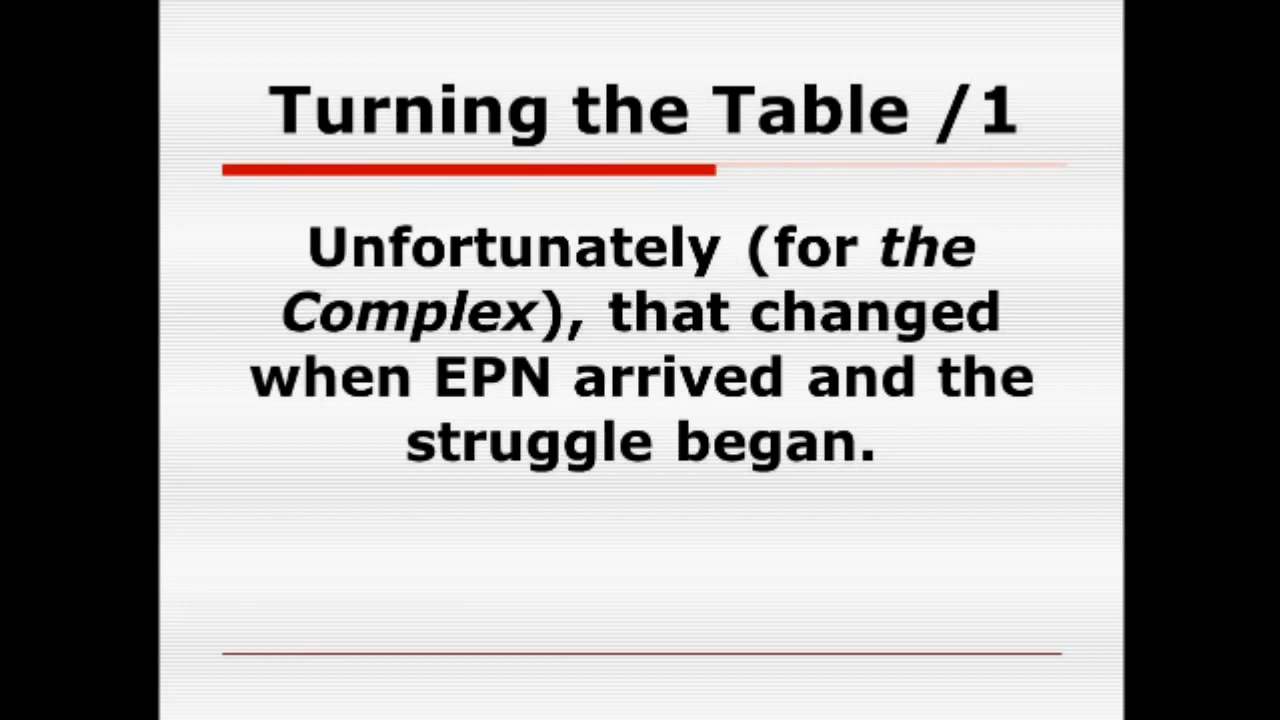 Turning the Table /1
Unfortunately (for the
Complex), that changed
when EPN arrived and the
struggle began.